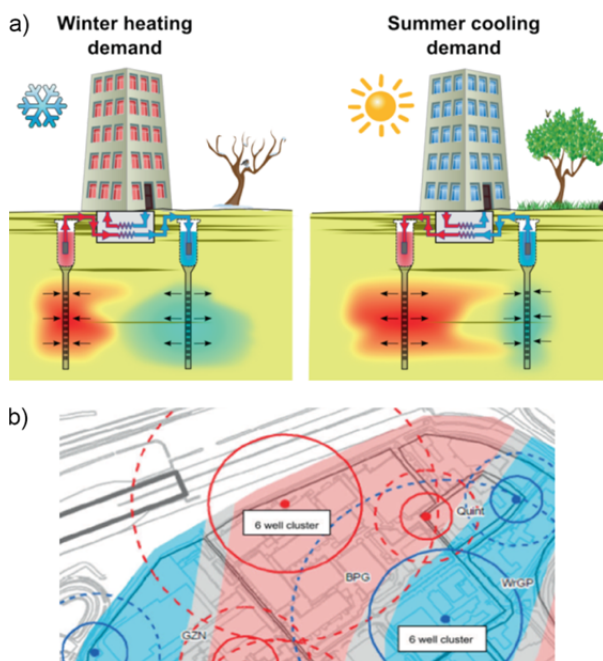 a)
Winter heating
demand
Summer cooling
demand
b)
6 well cluster
Quint
BPG
WrGP
GZN
6 well cluster